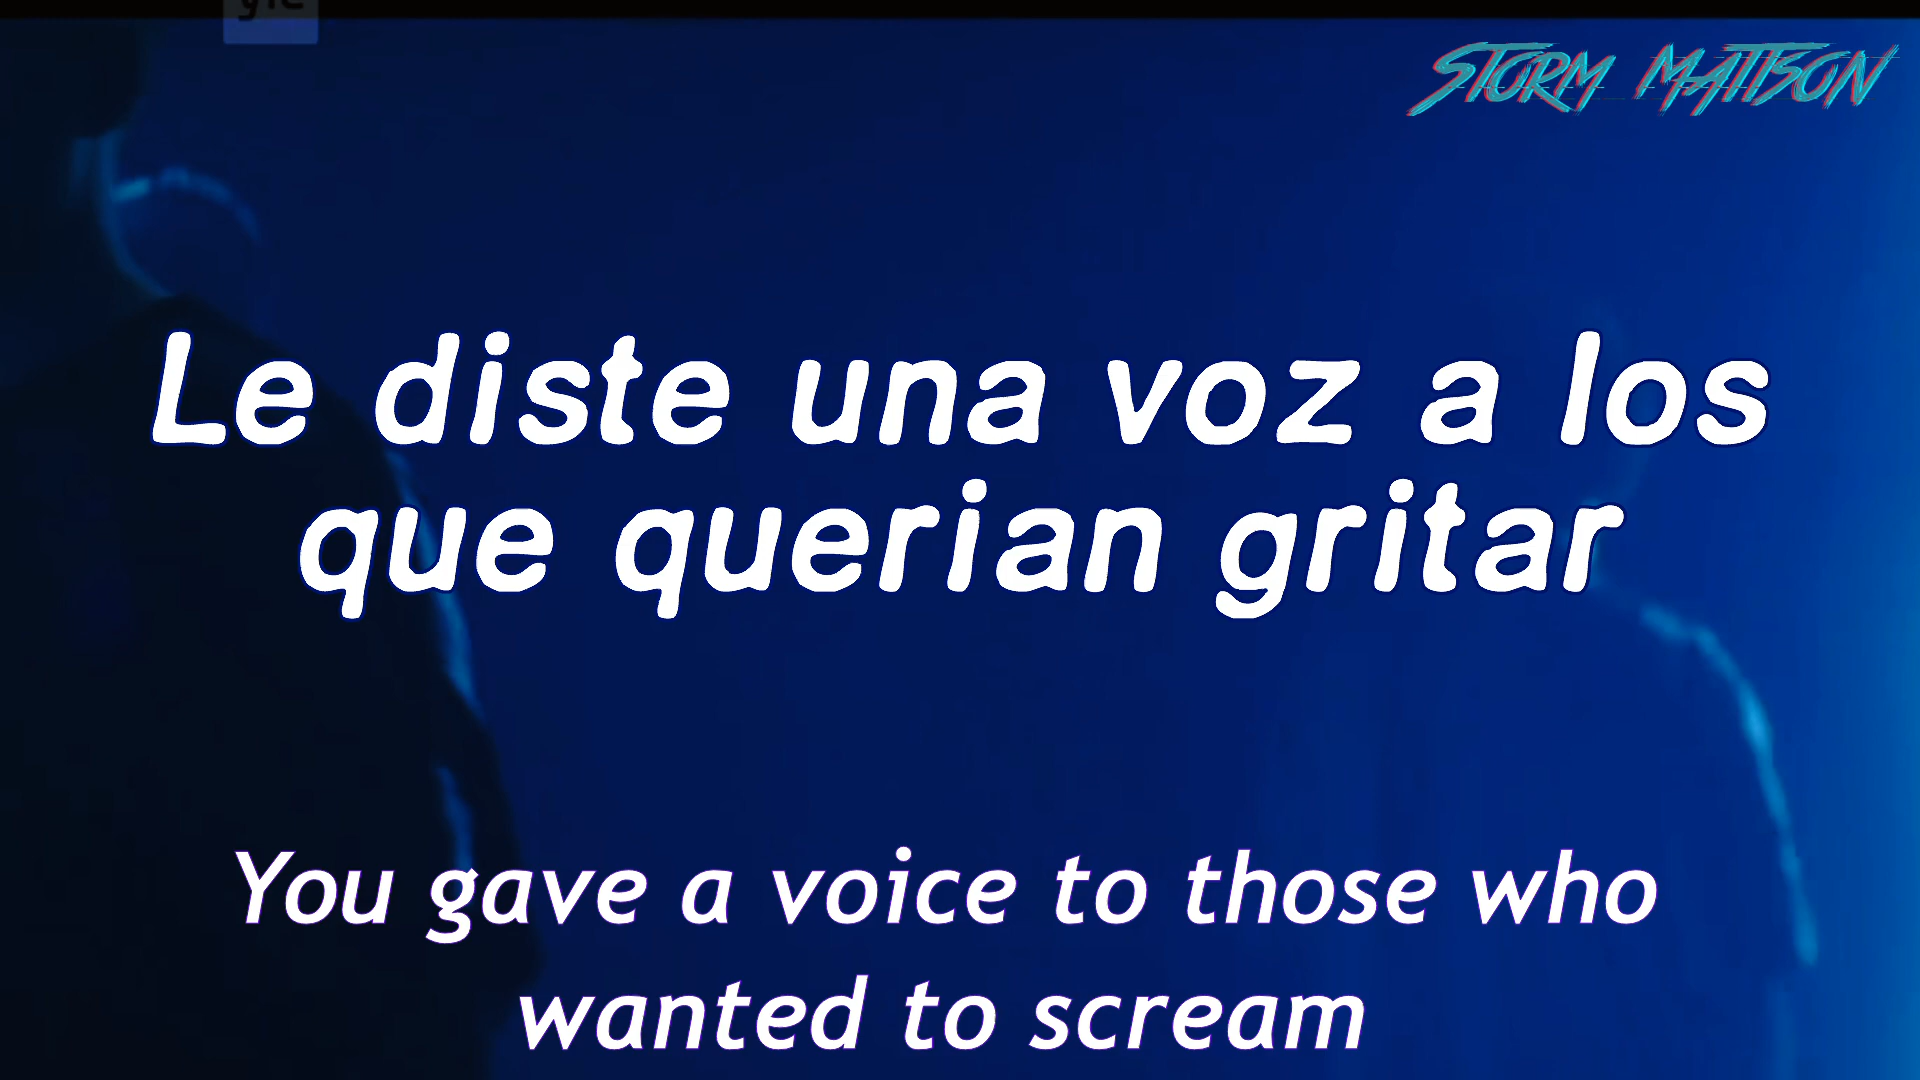 STORM MATTSON
Le diste una voz a los
que querian gritar
You gave a voice to those who
wanted to scream